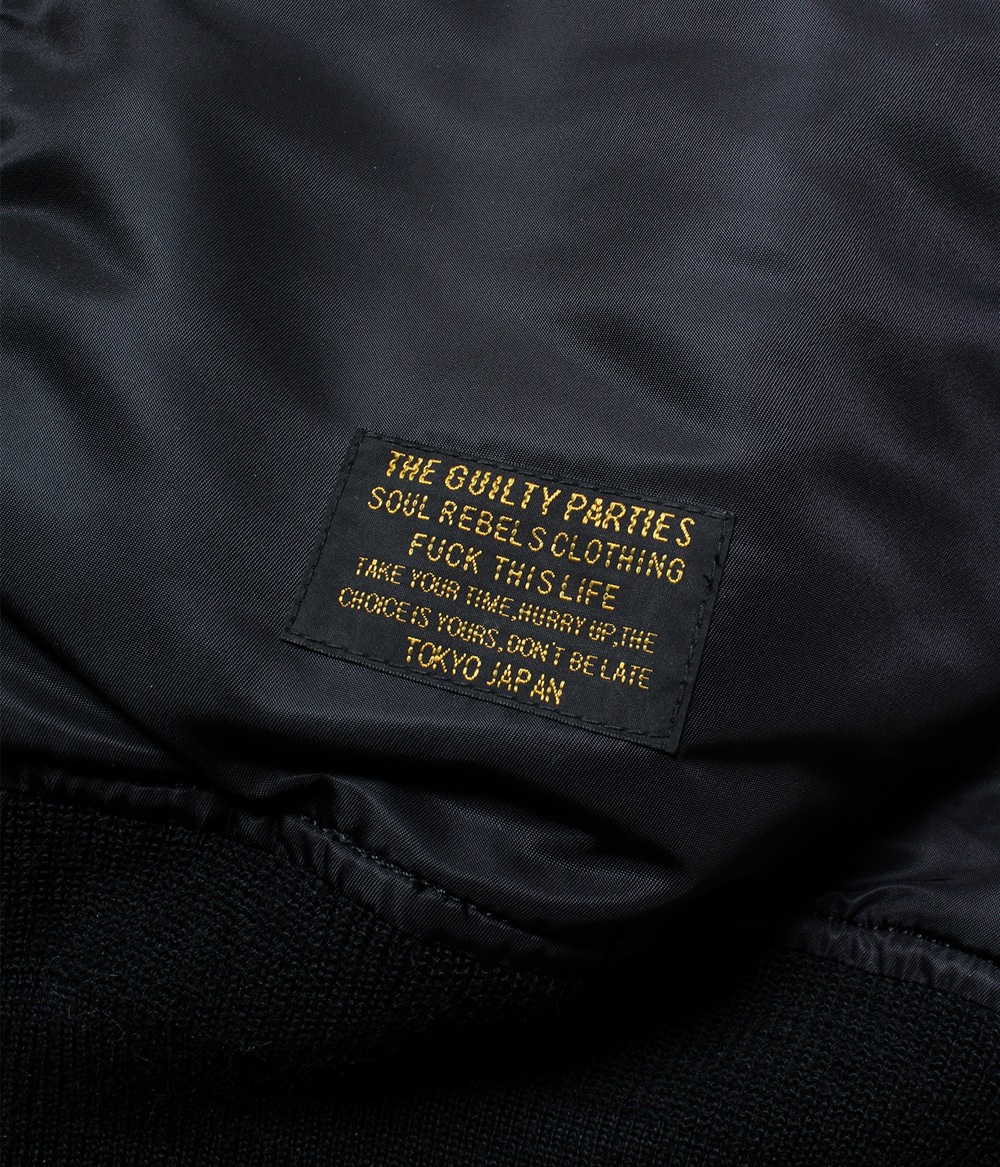 THE GUILTY PARTIES
SOUL REBELS CLOTHING
FUCK THIS LIFE
TAKE YOUR TIME,HURRY UP,THE
CHOICE IS YOURS,DON'T BE LATE
TOKYO JAPAN